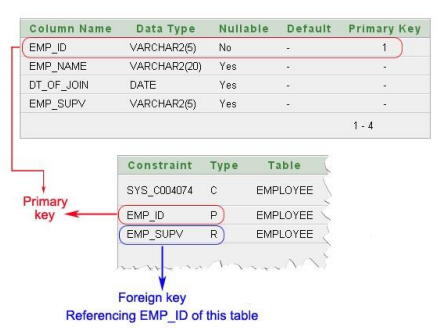 Column Name Data Type Nullable Default Primary Key
EMP_ID VARCHAR2(5) No - 1
EMP_NAME VARCHAR2(20) Yes - -
DT_OF_JOIN DATE Yes - -
EMP_SUPV VARCHAR2(5) Yes - -
1 - 4
Constraint Type Table
SYS_C004074 C EMPLOYEE
EMP_ID P EMPLOYEE
EMP_SUPV R EMPLOYEE
Primary
key
Foreign key
Referencing EMP_ID of this table